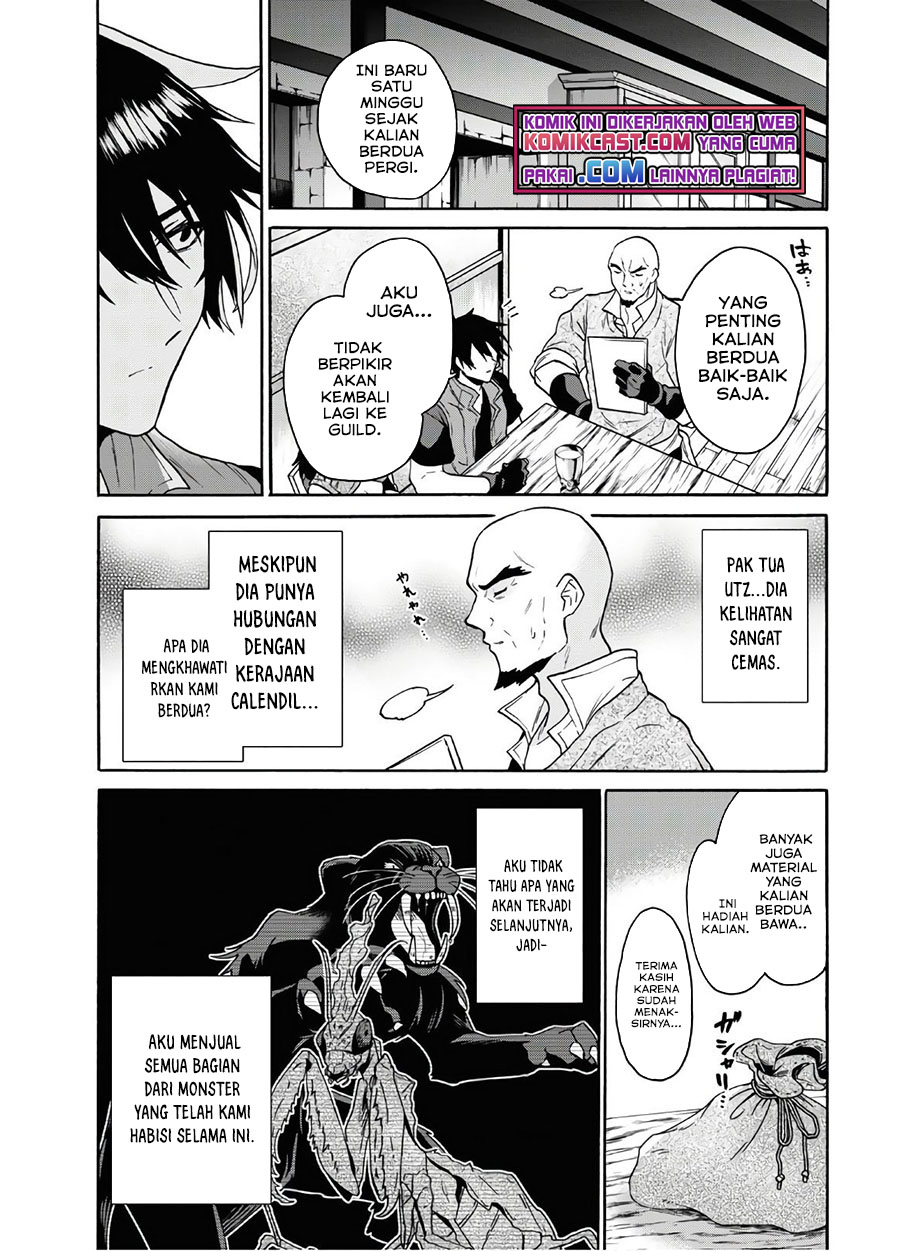 INI BARU
SATU
MINGGU
SEJAK
KALIAN
BERDUA
PERGI.
KOMIK INI DIKERJAKAN OLEH WEB
KOMIKCAST.COM YANG CUMA
PAKAI .COM LAINNYA PLAGIAT!
はぁ…
YANG
PENTING
KALIAN
BERDUA
BAIK-BAIK
SAJA.
AKU
JUGA...
TIDAK
BERPIKIR
AKAN
KEMBALI
LAGI KE
GUILD.
PAK TUA
UTZ...DIA
KELIHATAN
SANGAT
CEMAS.
やれやれ…
MESKIPUN
DIA PUNYA
HUBUNGAN
DENGAN
KERAJAAN
CALENDIL...
APA DIA
MENGKHAWATI
RKAN KAMI
BERDUA?
BANYAK
JUGA
MATERIAL
YANG
KALIAN
BERDUA
BAWA..
INI
HADIAH
KALIAN.
TERIMA
KASIH
KARENA
SUDAH
MENAK-
SIRNYA...
ガシャ!!
AKU TIDAK
TAHU APA YANG
AKAN TERJADI
SELANJUTNYA,
JADI-
AKU MENJUAL
SEMUA BAGIAN
DARI MONSTER
YANG TELAH KAMI
HABISI SELAMA INI.